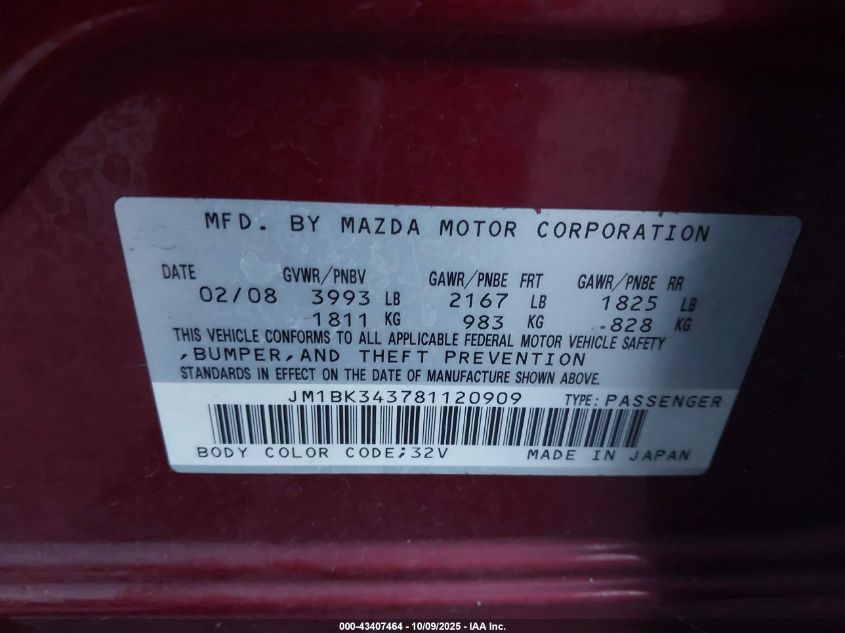 MFD. BY MAZDA MOTOR CORPORATION
DATE GVWR/PNBV GAWR/PNBE FRT GAWR/PNBE RR
02/08 3993 LB 2167 LB 1825 LB
1811 KG 983 KG 828 KG
THIS VEHICLE CONFORMS TO ALL APPLICABLE FEDERAL MOTOR VEHICLE SAFETY
,BUMPER,AND THEFT PREVENTION
STANDARDS IN EFFECT ON THE DATE OF MANUFACTURE SHOWN ABOVE.
JM1BK343781120909 TYPE: PASSENGER
BODY COLOR CODE;32V MADE IN JAPAN
000-43407464 - 10/09/2025 - IAA Inc.